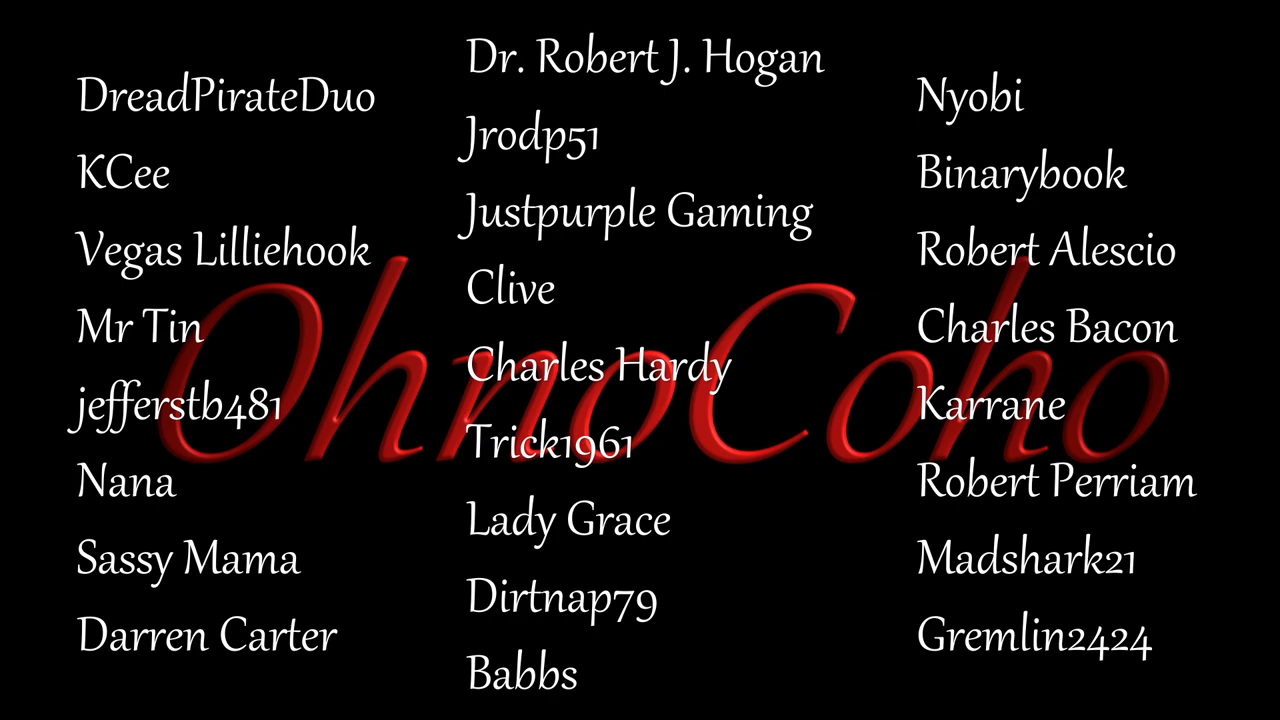 DreadPirateDuo
KCee
Vegas Lilliehook
Mr Tin
jefferstb481
Nana
Sassy Mama
Darren Carter
Dr. Robert J. Hogan
Jrodp51
Justpurple Gaming
Clive
Charles Hardy
Trick1961
Lady Grace
Dirtnap79
Babbs
Nyobi
Binarybook
Robert Alescio
Charles Bacon
Karrane
Robert Perriam
Madshark21
Gremlin2424
OhnoCoho